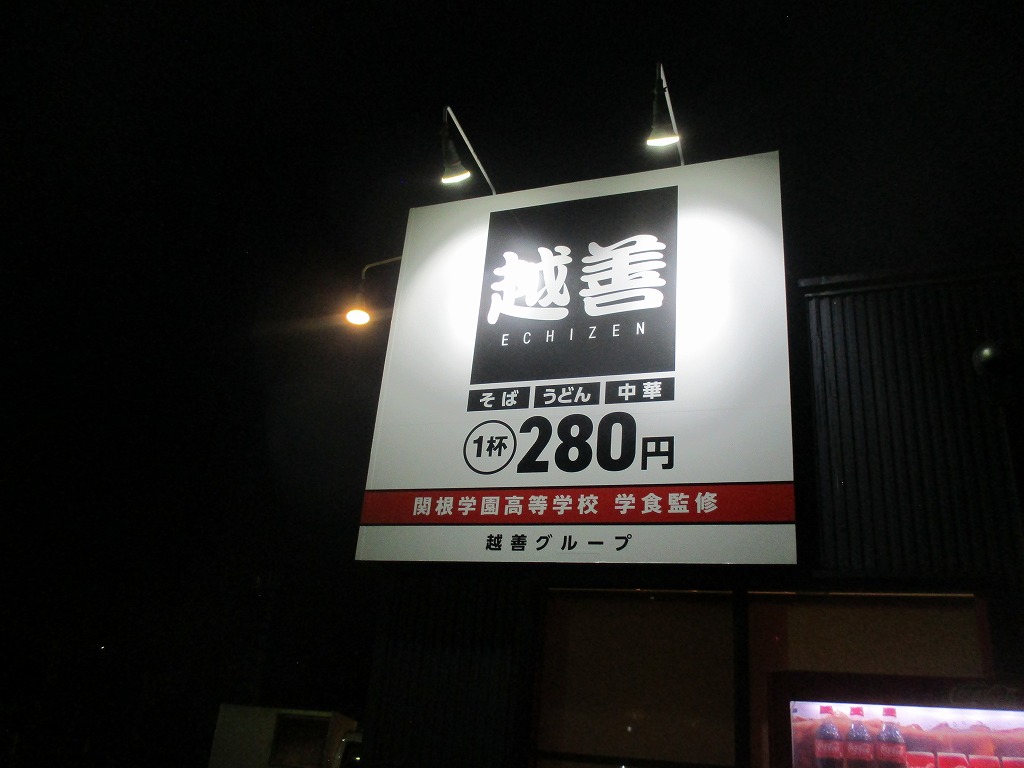 越善
ECHIZEN
そば うどん 中華
1杯 280円
関根学園高等学校 学食監修
越善グループ